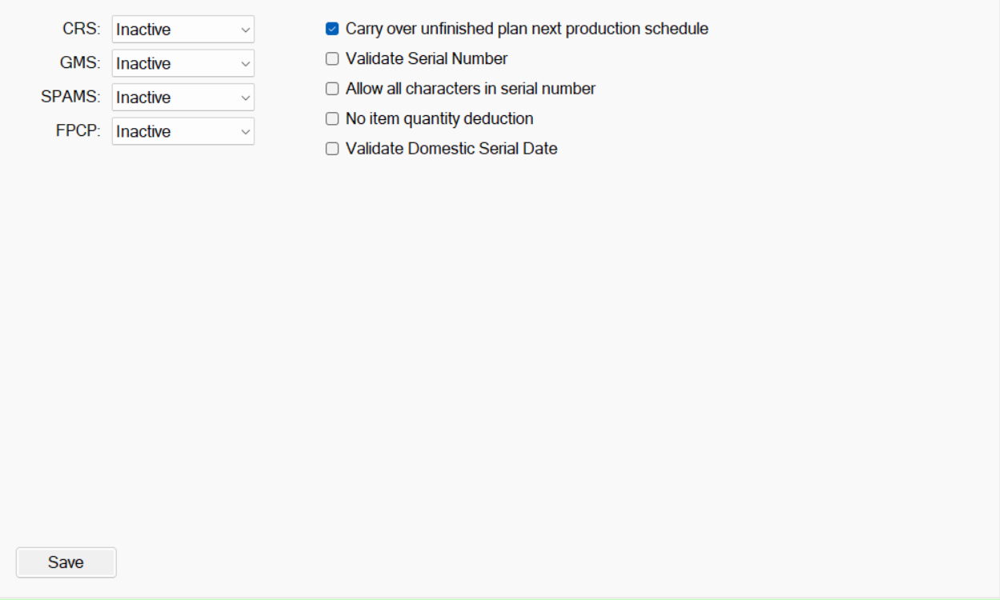 CRS: Inactive
GMS: Inactive
SPAMS: Inactive
FPCP: Inactive
Carry over unfinished plan next production schedule
Validate Serial Number
Allow all characters in serial number
No item quantity deduction
Validate Domestic Serial Date
Save